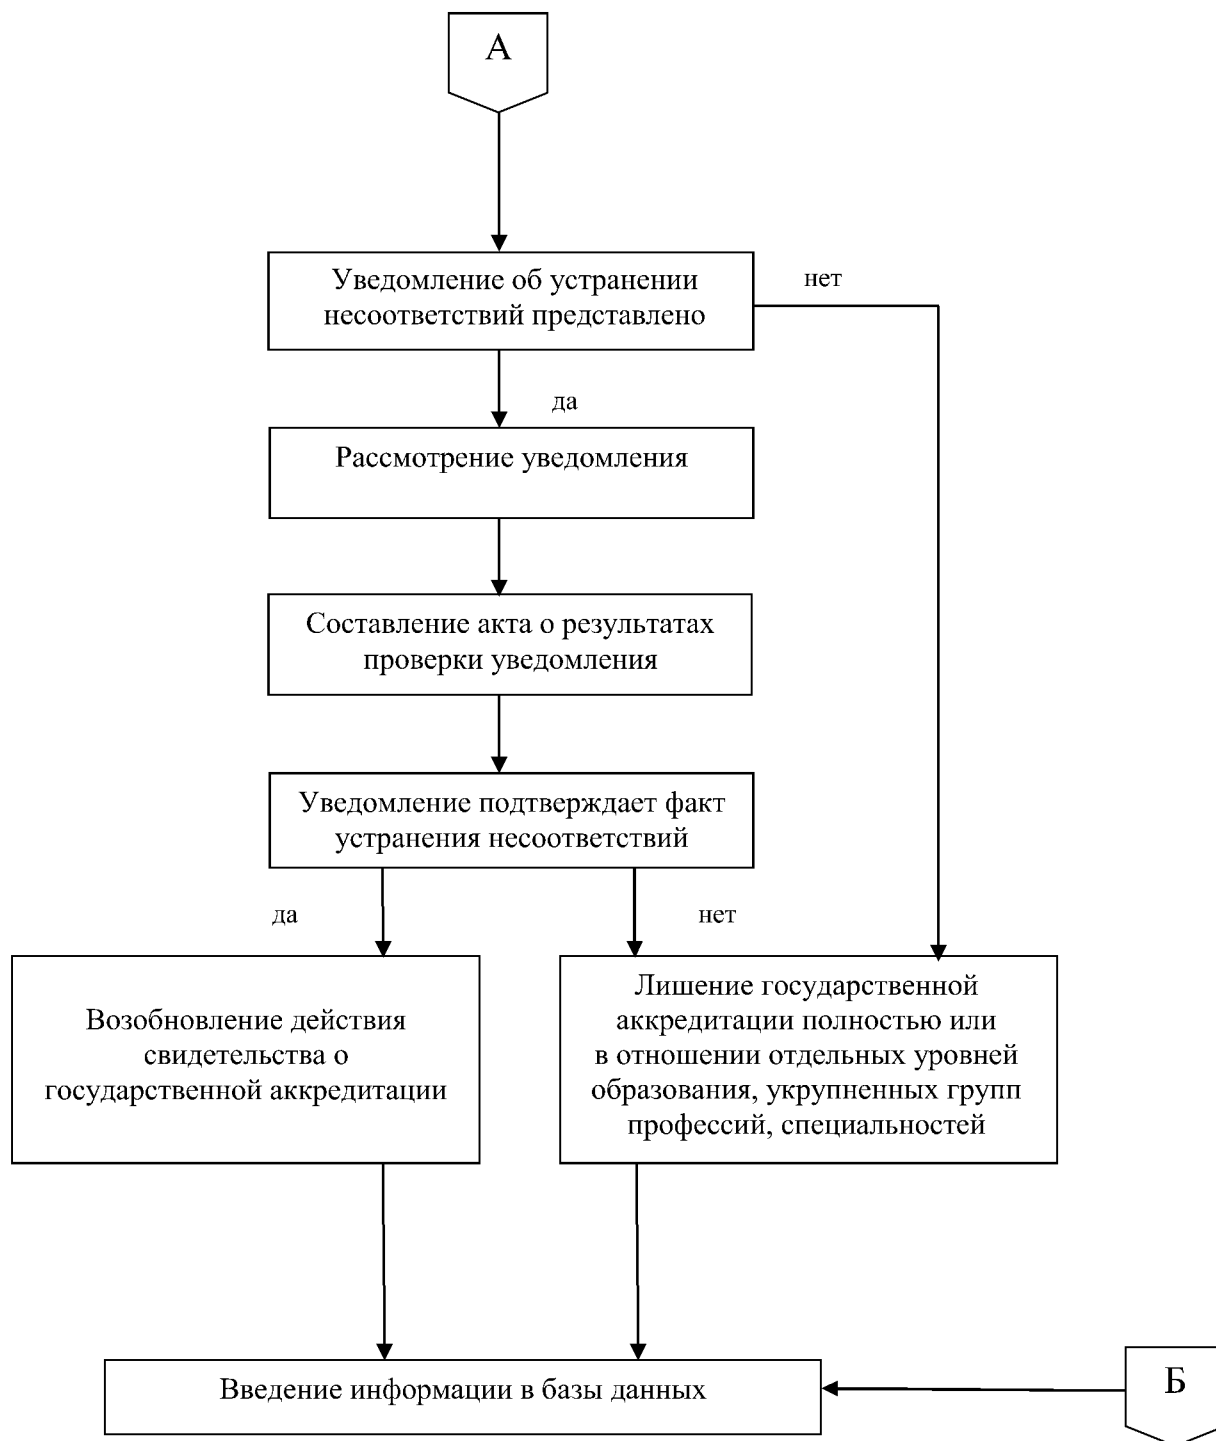 А
Уведомление об устранении
несоответствий представлено
нет
да
Рассмотрение уведомления
Составление акта о результатах
проверки уведомления
Уведомление подтверждает факт
устранения несоответствий
да
нет
Возобновление действия
свидетельства о
государственной аккредитации
Лишение государственной
аккредитации полностью или
в отношении отдельных уровней
образования, укрупненных групп
профессий, специальностей
Введение информации в базы данных
Б